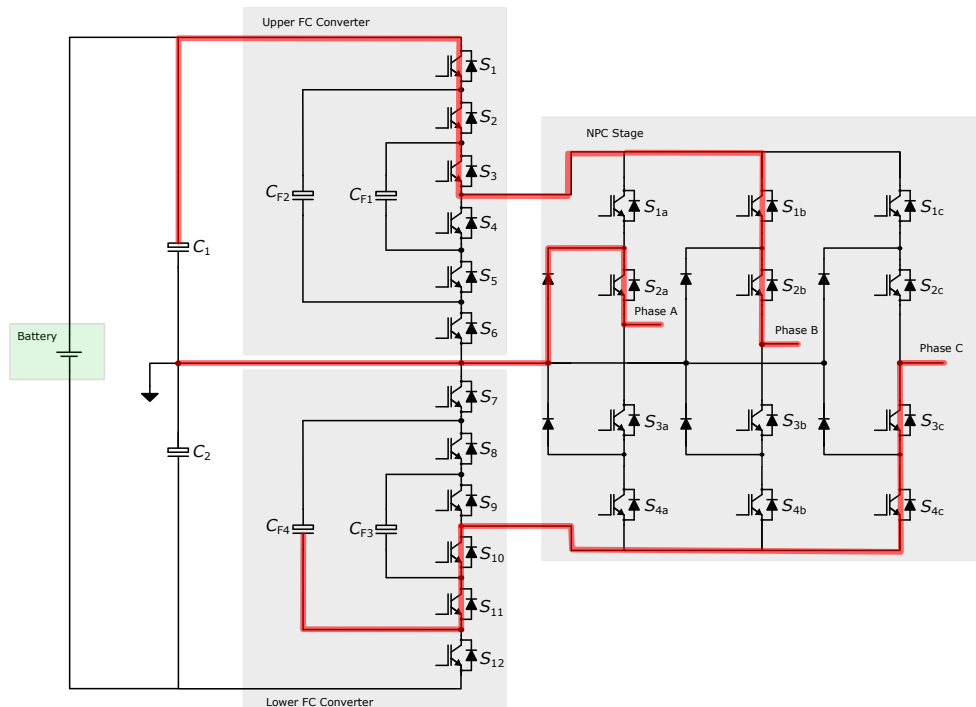 Upper FC Converter
S1
S2
S3
S4
S5
S6
CF2
CF1
C1
NPC Stage
S1a
S1b
S1c
S2a
S2b
S2c
Phase A
Phase B
Phase C
Battery
S3a
S3b
S3c
S4a
S4b
S4c
C2
S7
S8
S9
CF4
CF3
S10
S11
S12
Lower FC Converter